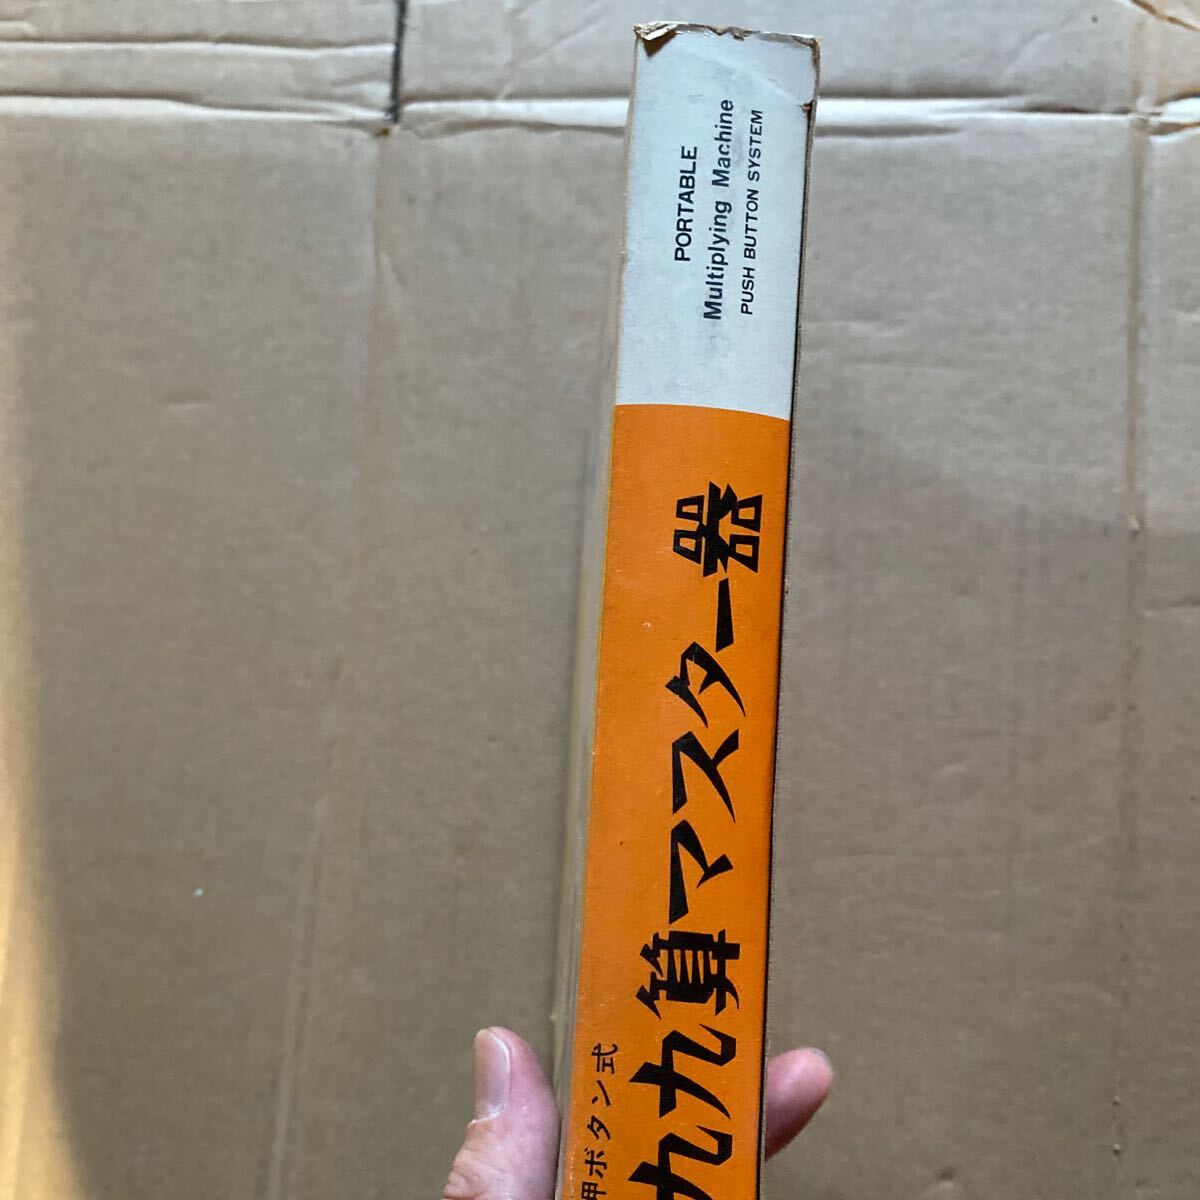 PORTABLE
Multiplying Machine
PUSH BUTTON SYSTEM
押ボタン式
九九算マスター器